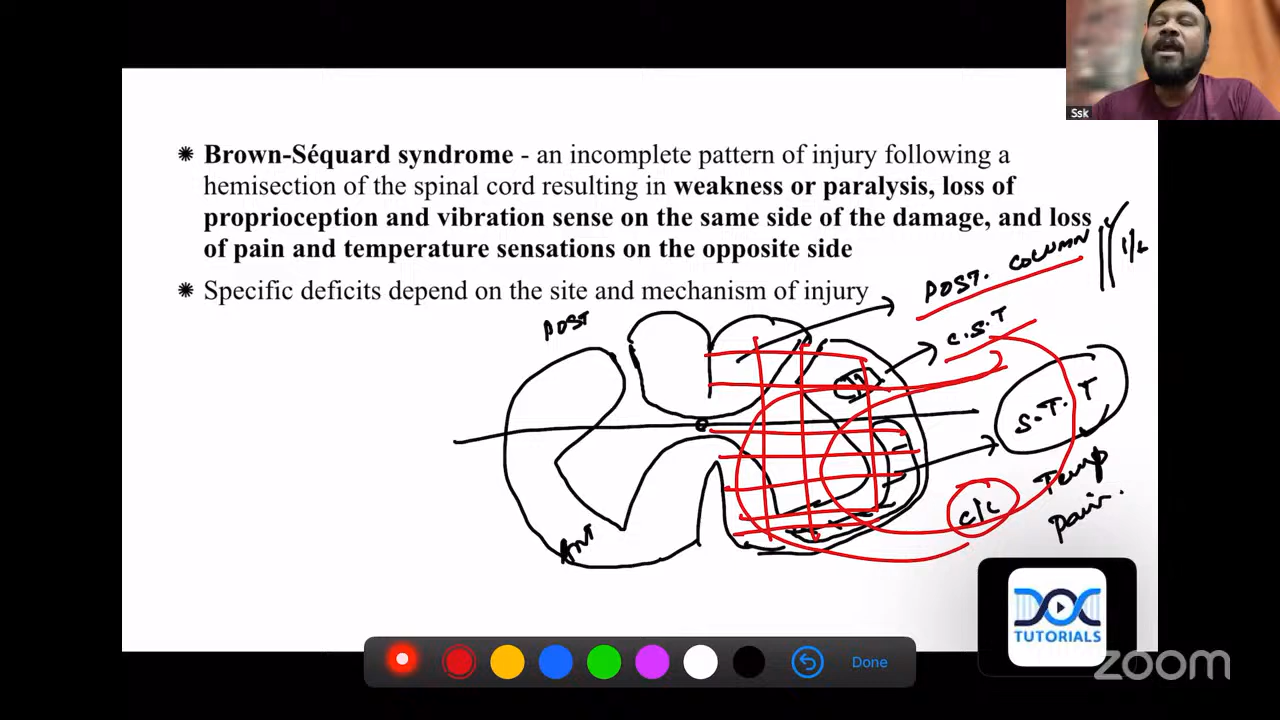 Ssk
✷ Brown-Séquard syndrome - an incomplete pattern of injury following a
hemisection of the spinal cord resulting in weakness or paralysis, loss of
proprioception and vibration sense on the same side of the damage, and loss
of pain and temperature sensations on the opposite side
✷ Specific deficits depend on the site and mechanism of injury
POST. COLUMN
I/L
POST
C.S.T
S.T.T
Temp
Pain.
C/L
ANT
TUTORIALS
Done
zoom